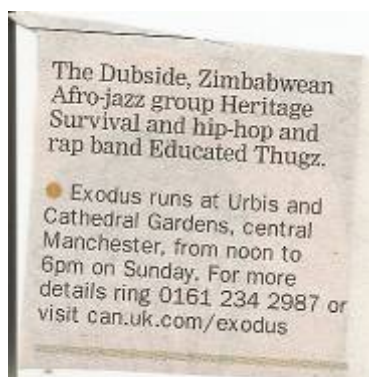 The Dubside, Zimbabwean
Afro-jazz group Heritage
Survival and hip-hop and
rap band Educated Thugz.
● Exodus runs at Urbis and
Cathedral Gardens, central
Manchester, from noon to
6pm on Sunday. For more
details ring 0161 234 2987 or
visit can.uk.com/exodus